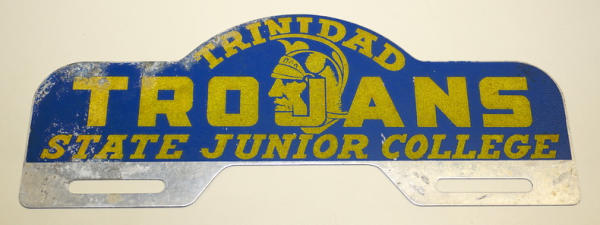 TRINIDAD
TROJANS
STATE JUNIOR COLLEGE